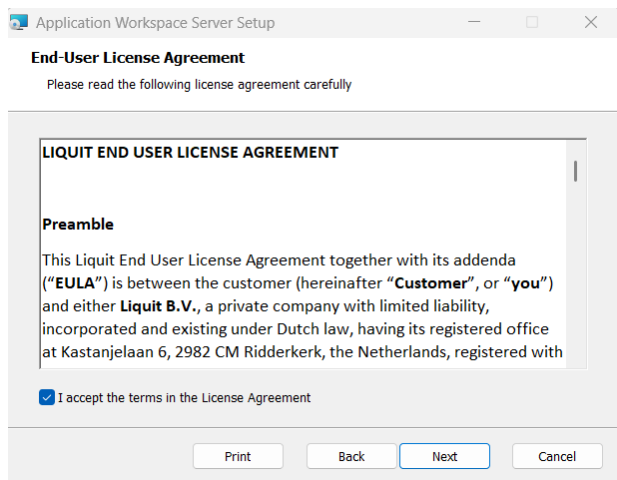 Application Workspace Server Setup
End-User License Agreement
Please read the following license agreement carefully
LIQUIT END USER LICENSE AGREEMENT
Preamble
This Liquit End User License Agreement together with its addenda
(“EULA”) is between the customer (hereinafter “Customer”, or “you”)
and either Liquit B.V., a private company with limited liability,
incorporated and existing under Dutch law, having its registered office
at Kastanjelaan 6, 2982 CM Ridderkerk, the Netherlands, registered with
I accept the terms in the License Agreement
Print Back Next Cancel